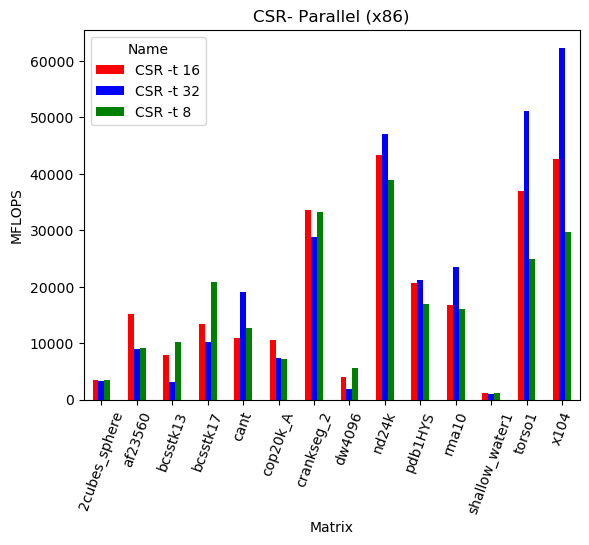 CSR- Parallel (x86)
Name
CSR -t 16
CSR -t 32
CSR -t 8
MFLOPS
60000
50000
40000
30000
20000
10000
0
2cubes_sphere
af23560
bcsstk13
bcsstk17
cant
cop20k_A
crankseg_2
dw4096
nd24k
pdb1HYS
rma10
shallow_water1
torso1
x104
Matrix